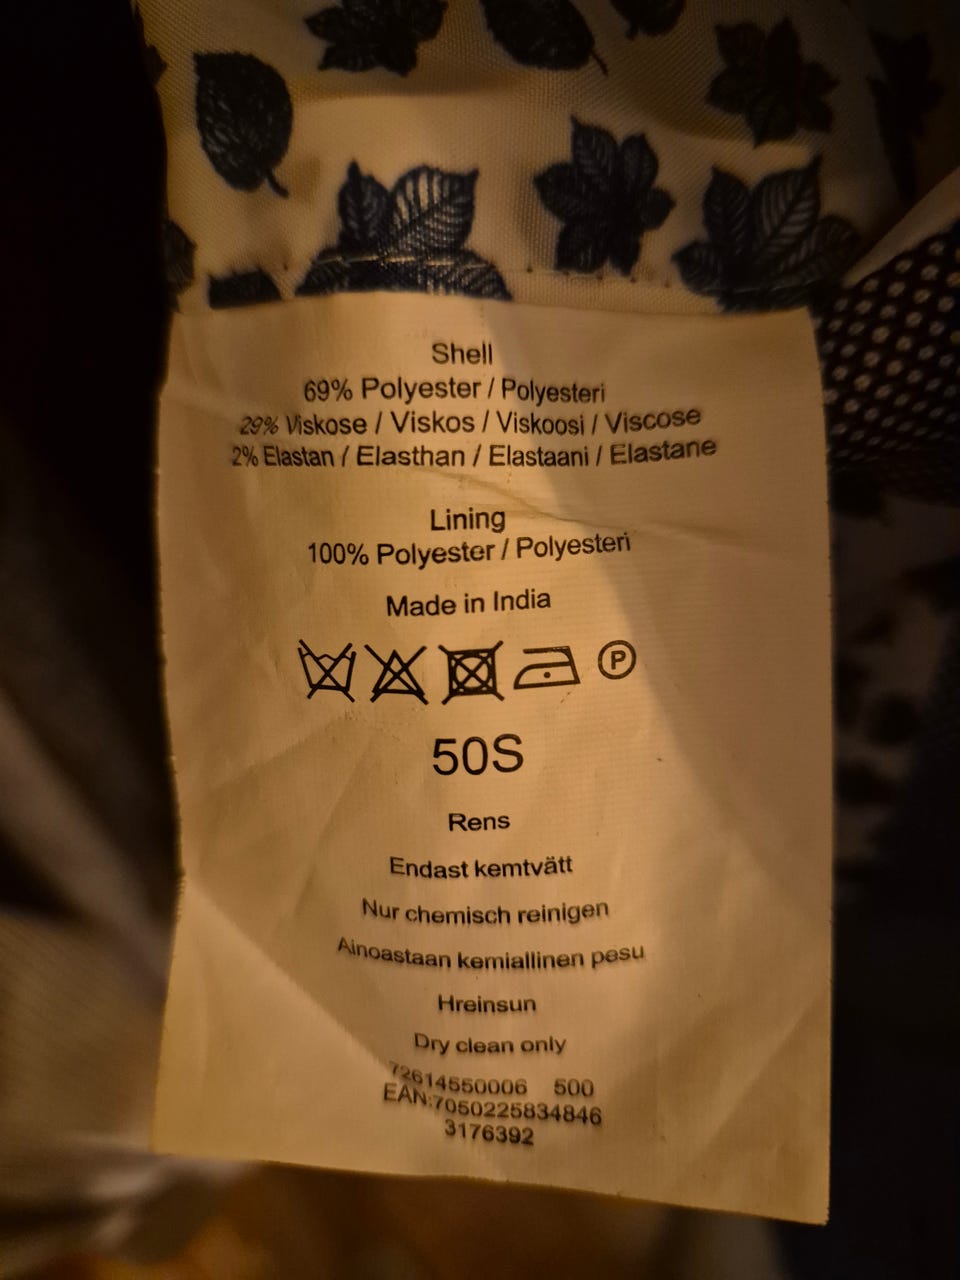 Shell
69% Polyester / Polyesteri
29% Viskose / Viskos / Viskoosi / Viscose
2% Elastan / Elasthan / Elastaani / Elastane
Lining
100% Polyester / Polyesteri
Made in India
P
50S
Rens
Endast kemtvätt
Nur chemisch reinigen
Ainoastaan kemiallinen pesu
Hreinsun
Dry clean only
72614550006 500
EAN:7050225834846
3176392